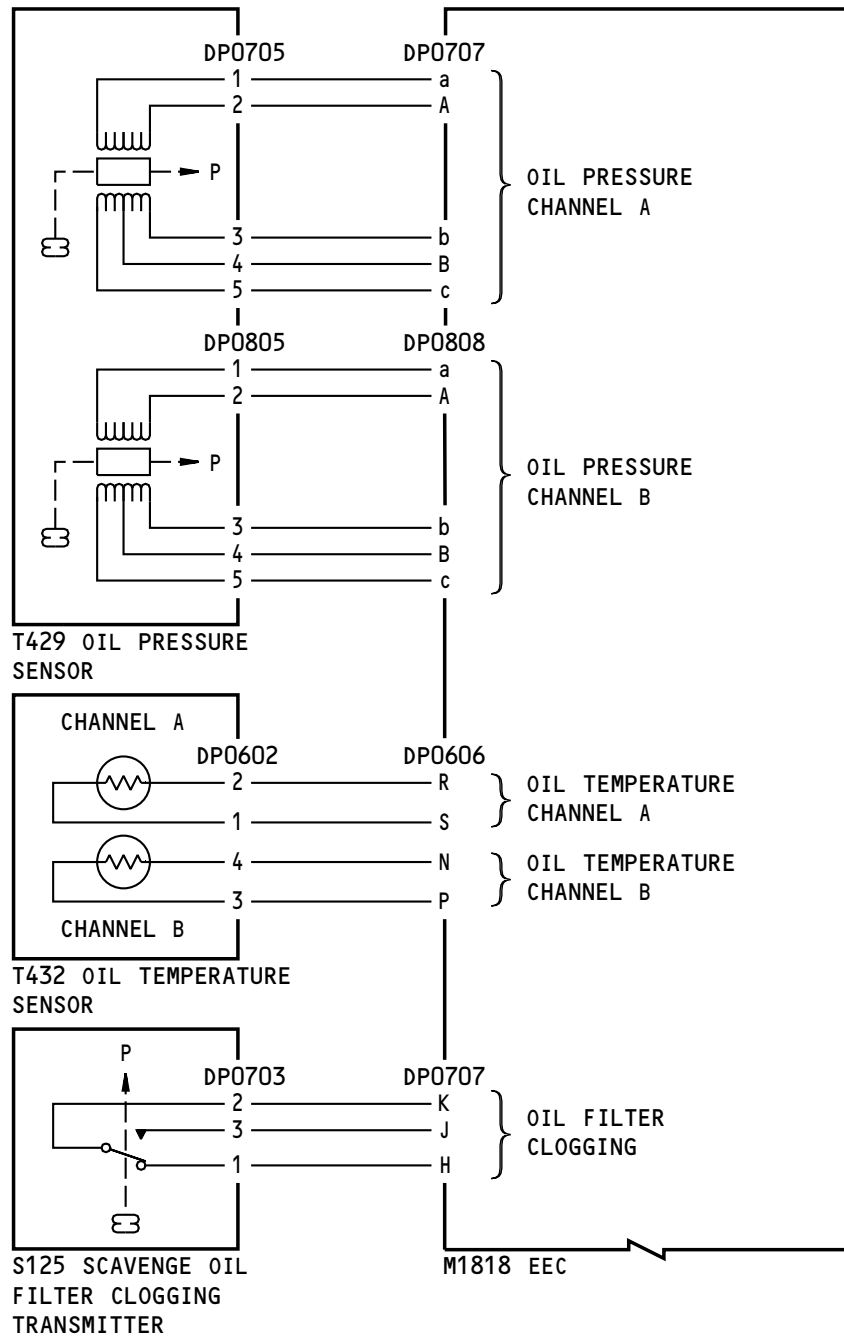 DP0705 DP0707
1 a
2 A
P
OIL PRESSURE
CHANNEL A
3 b
4 B
5 c
DP0805 DP0808
1 a
2 A
P
OIL PRESSURE
CHANNEL B
3 b
4 B
5 c
T429 OIL PRESSURE
SENSOR
CHANNEL A
DP0602 DP0606
2 R
OIL TEMPERATURE
CHANNEL A
1 S
4 N
OIL TEMPERATURE
CHANNEL B
3 P
CHANNEL B
T432 OIL TEMPERATURE
SENSOR
P
DP0703 DP0707
2 K
3 J
OIL FILTER
CLOGGING
1 H
S125 SCAVENGE OIL
FILTER CLOGGING
TRANSMITTER
M1818 EEC